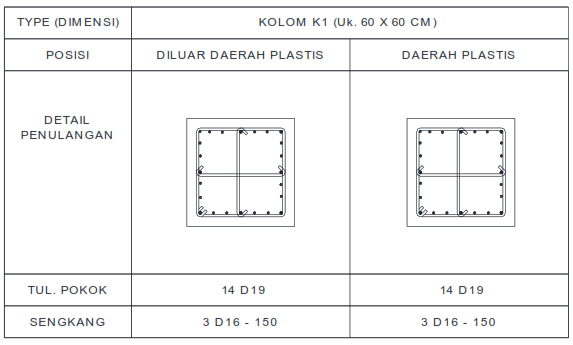 TYPE (DIMENSI) KOLOM K1 (Uk. 60 X 60 CM)
POSISI DILUAR DAERAH PLASTIS DAERAH PLASTIS
DETAIL
PENULANGAN
TUL. POKOK 14 D19 14 D19
SENGKANG 3 D16 - 150 3 D16 - 150